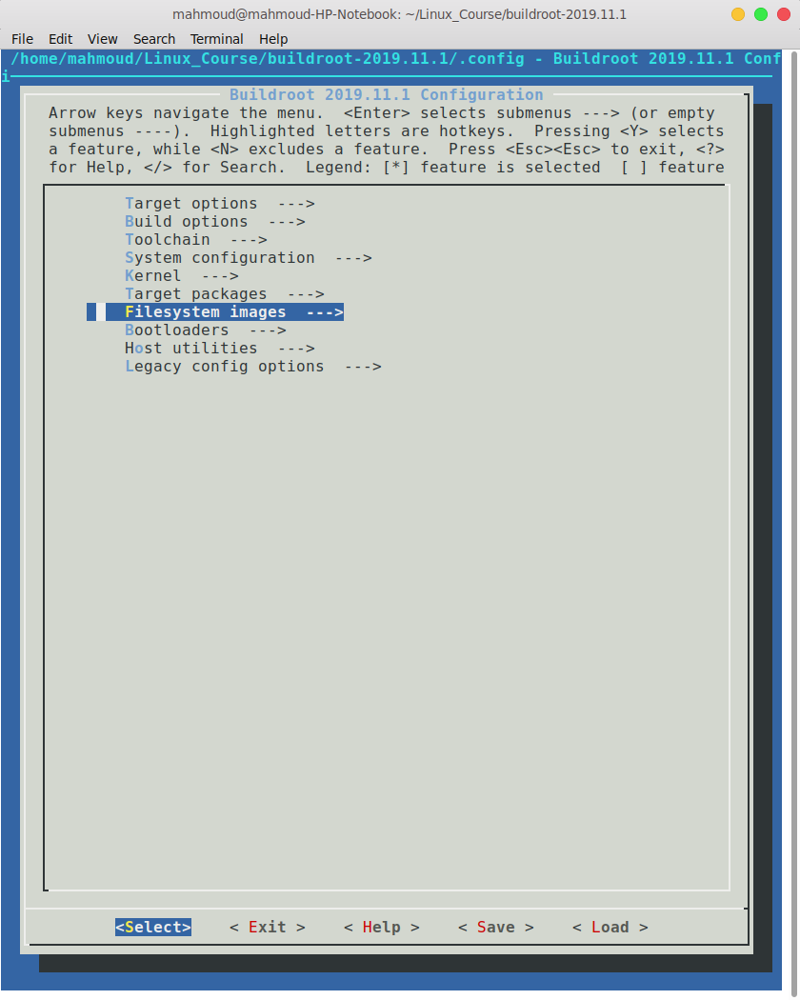 mahmoud@mahmoud-HP-Notebook: ~/Linux_Course/buildroot-2019.11.1
File Edit View Search Terminal Help
/home/mahmoud/Linux_Course/buildroot-2019.11.1/.config - Buildroot 2019.11.1 Conf
i
Buildroot 2019.11.1 Configuration
Arrow keys navigate the menu.  <Enter> selects submenus ---> (or empty
submenus ----).  Highlighted letters are hotkeys.  Pressing <Y> selects
a feature, while <N> excludes a feature.  Press <Esc><Esc> to exit, <?>
for Help, </> for Search.  Legend: [*] feature is selected  [ ] feature
Target options  --->
Build options  --->
Toolchain  --->
System configuration  --->
Kernel  --->
Target packages  --->
Filesystem images  --->
Bootloaders  --->
Host utilities  --->
Legacy config options  --->
<Select>    < Exit >    < Help >    < Save >    < Load >